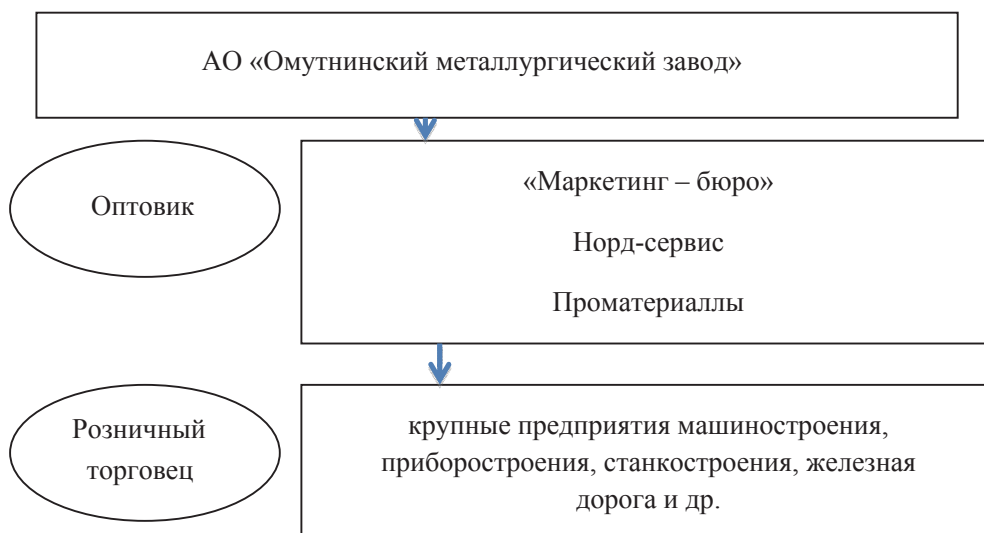 АО «Омутнинский металлургический завод»
Оптовик
«Маркетинг – бюро»
Норд-сервис
Проматериаллы
Розничный
торговец
крупные предприятия машиностроения,
приборостроения, станкостроения, железная
дорога и др.